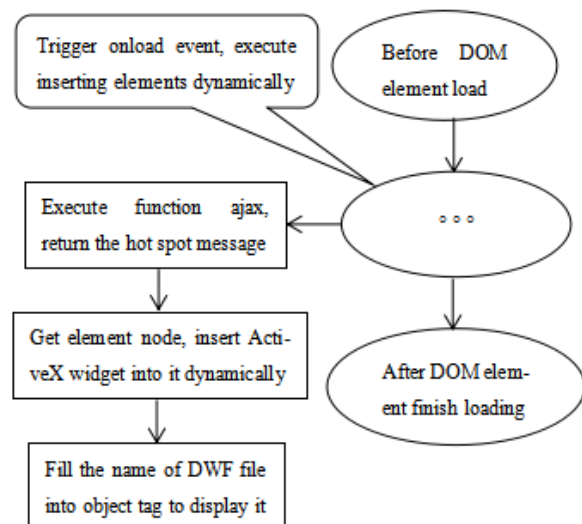 Trigger onload event, execute
inserting elements dynamically
Before DOM
element load
Execute function ajax,
return the hot spot message
° ° °
Get element node, insert Acti-
veX widget into it dynamically
After DOM elem-
ent finish loading
Fill the name of DWF file
into object tag to display it